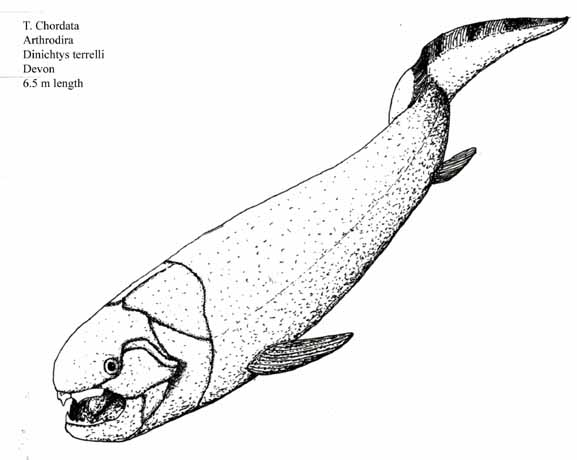 T. Chordata
Arthrodira
Dinichtys terrelli
Devon
6.5 m length